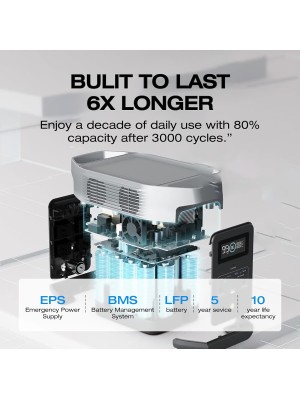 BULIT TO LAST
6X LONGER
Enjoy a decade of daily use with 80%
capacity after 3000 cycles.”
EPS
Emergency Power
Supply
BMS
Battery Management
System
LFP
battery
5
year sevice
10
year life
expectancy